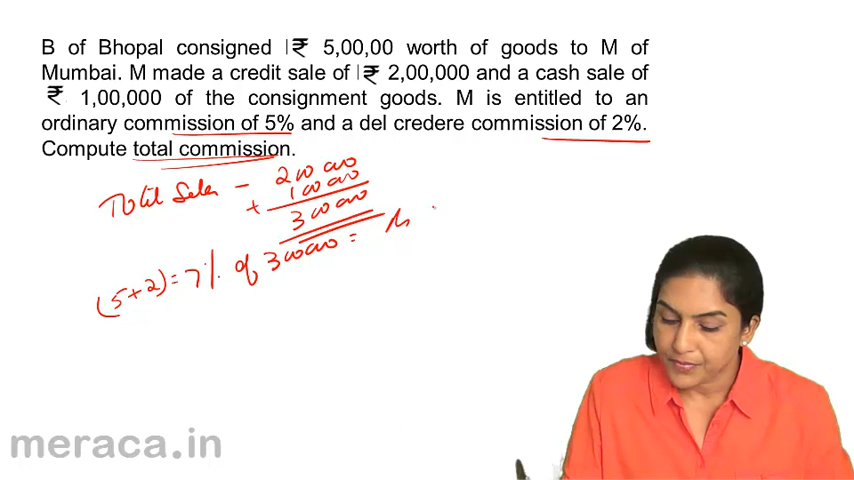 B of Bhopal consigned ₹ 5,00,00 worth of goods to M of
Mumbai. M made a credit sale of ₹ 2,00,000 and a cash sale of
₹ 1,00,000 of the consignment goods. M is entitled to an
ordinary commission of 5% and a del credere commission of 2%.
Compute total commission.
Total Sales - 200000
+ 100000
300000
(5+2)=7% of 300000 =
meraca.in